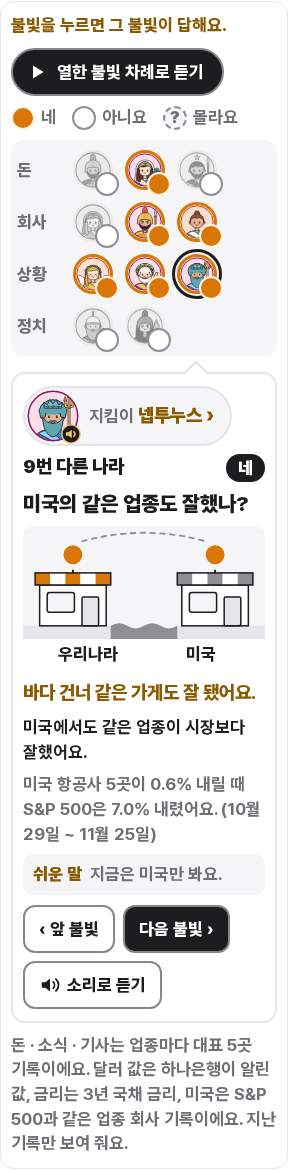 불빛을 누르면 그 불빛이 답해요.
▶ 열한 불빛 차례로 듣기
네 아니요 ? 몰라요
돈
회사
상황
정치
지킴이 넵투누스 ›
9번 다른 나라 네
미국의 같은 업종도 잘했나?
우리나라 미국
바다 건너 같은 가게도 잘 됐어요.
미국에서도 같은 업종이 시장보다
잘했어요.
미국 항공사 5곳이 0.6% 내릴 때
S&P 500은 7.0% 내렸어요. (10월
29일 ~ 11월 25일)
쉬운 말 지금은 미국만 봐요.
‹ 앞 불빛 다음 불빛 ›
소리로 듣기
돈 · 소식 · 기사는 업종마다 대표 5곳
기록이에요. 달러 값은 하나은행이 알린
값, 금리는 3년 국채 금리, 미국은 S&P
500과 같은 업종 회사 기록이에요. 지난
기록만 보여 줘요.